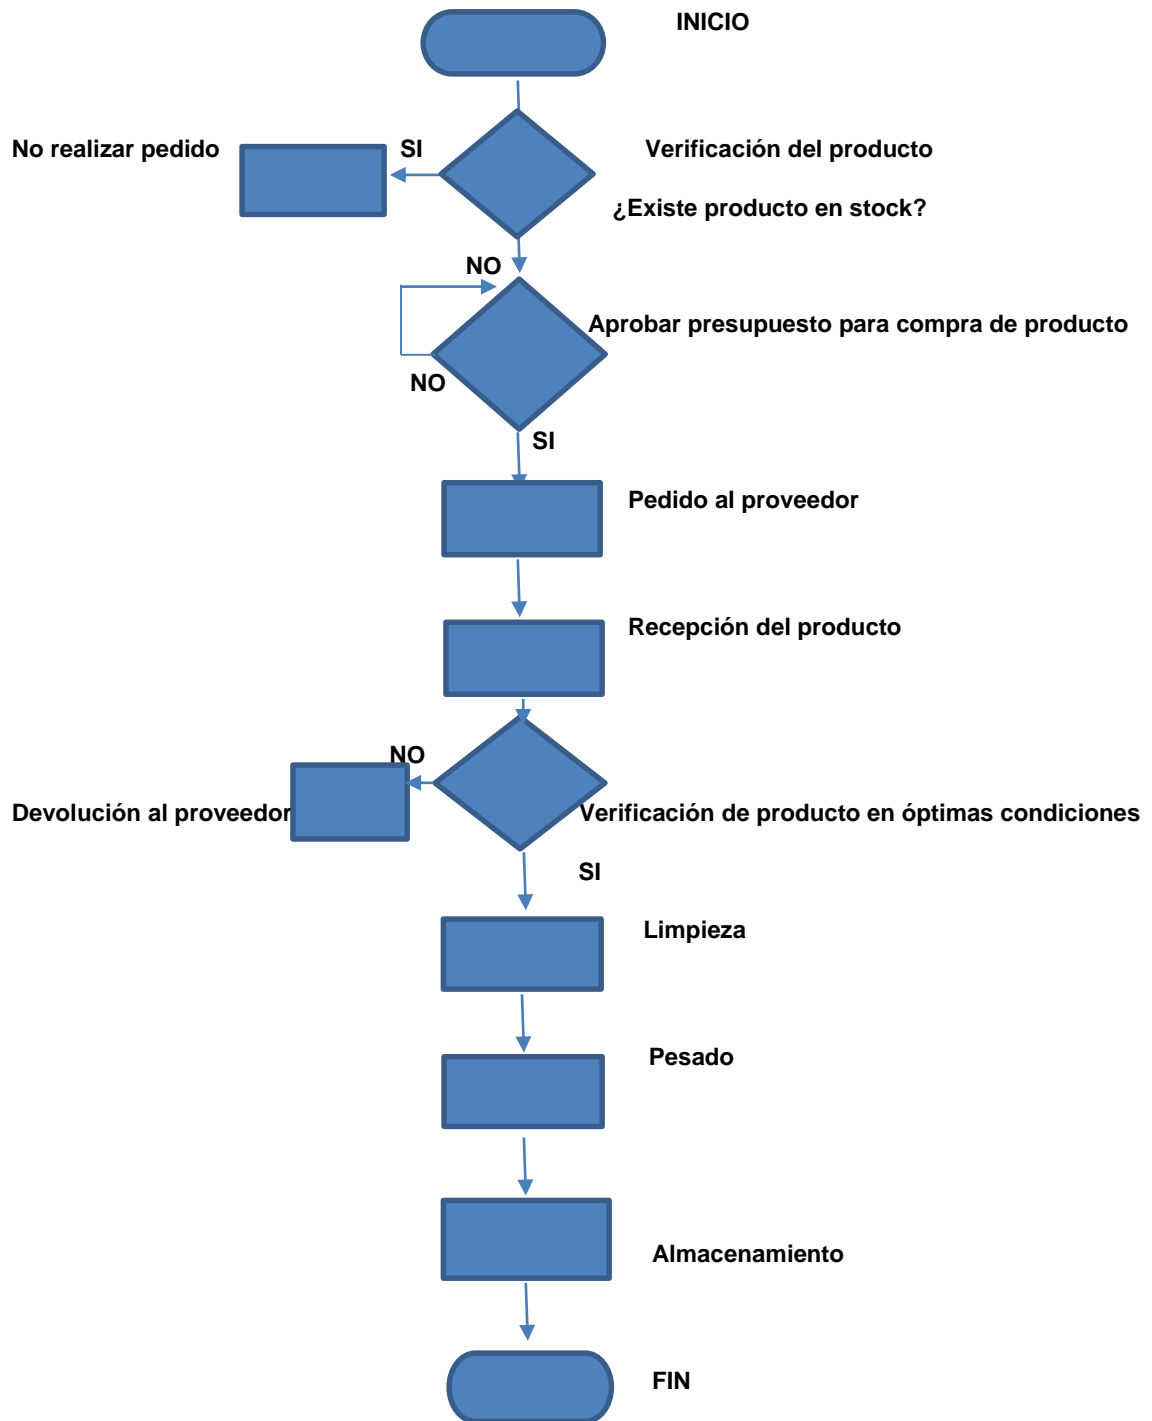 INICIO
No realizar pedido
SI
Verificación del producto
¿Existe producto en stock?
NO
Aprobar presupuesto para compra de producto
NO
SI
Pedido al proveedor
Recepción del producto
NO
Devolución al proveedor
Verificación de producto en óptimas condiciones
SI
Limpieza
Pesado
Almacenamiento
FIN